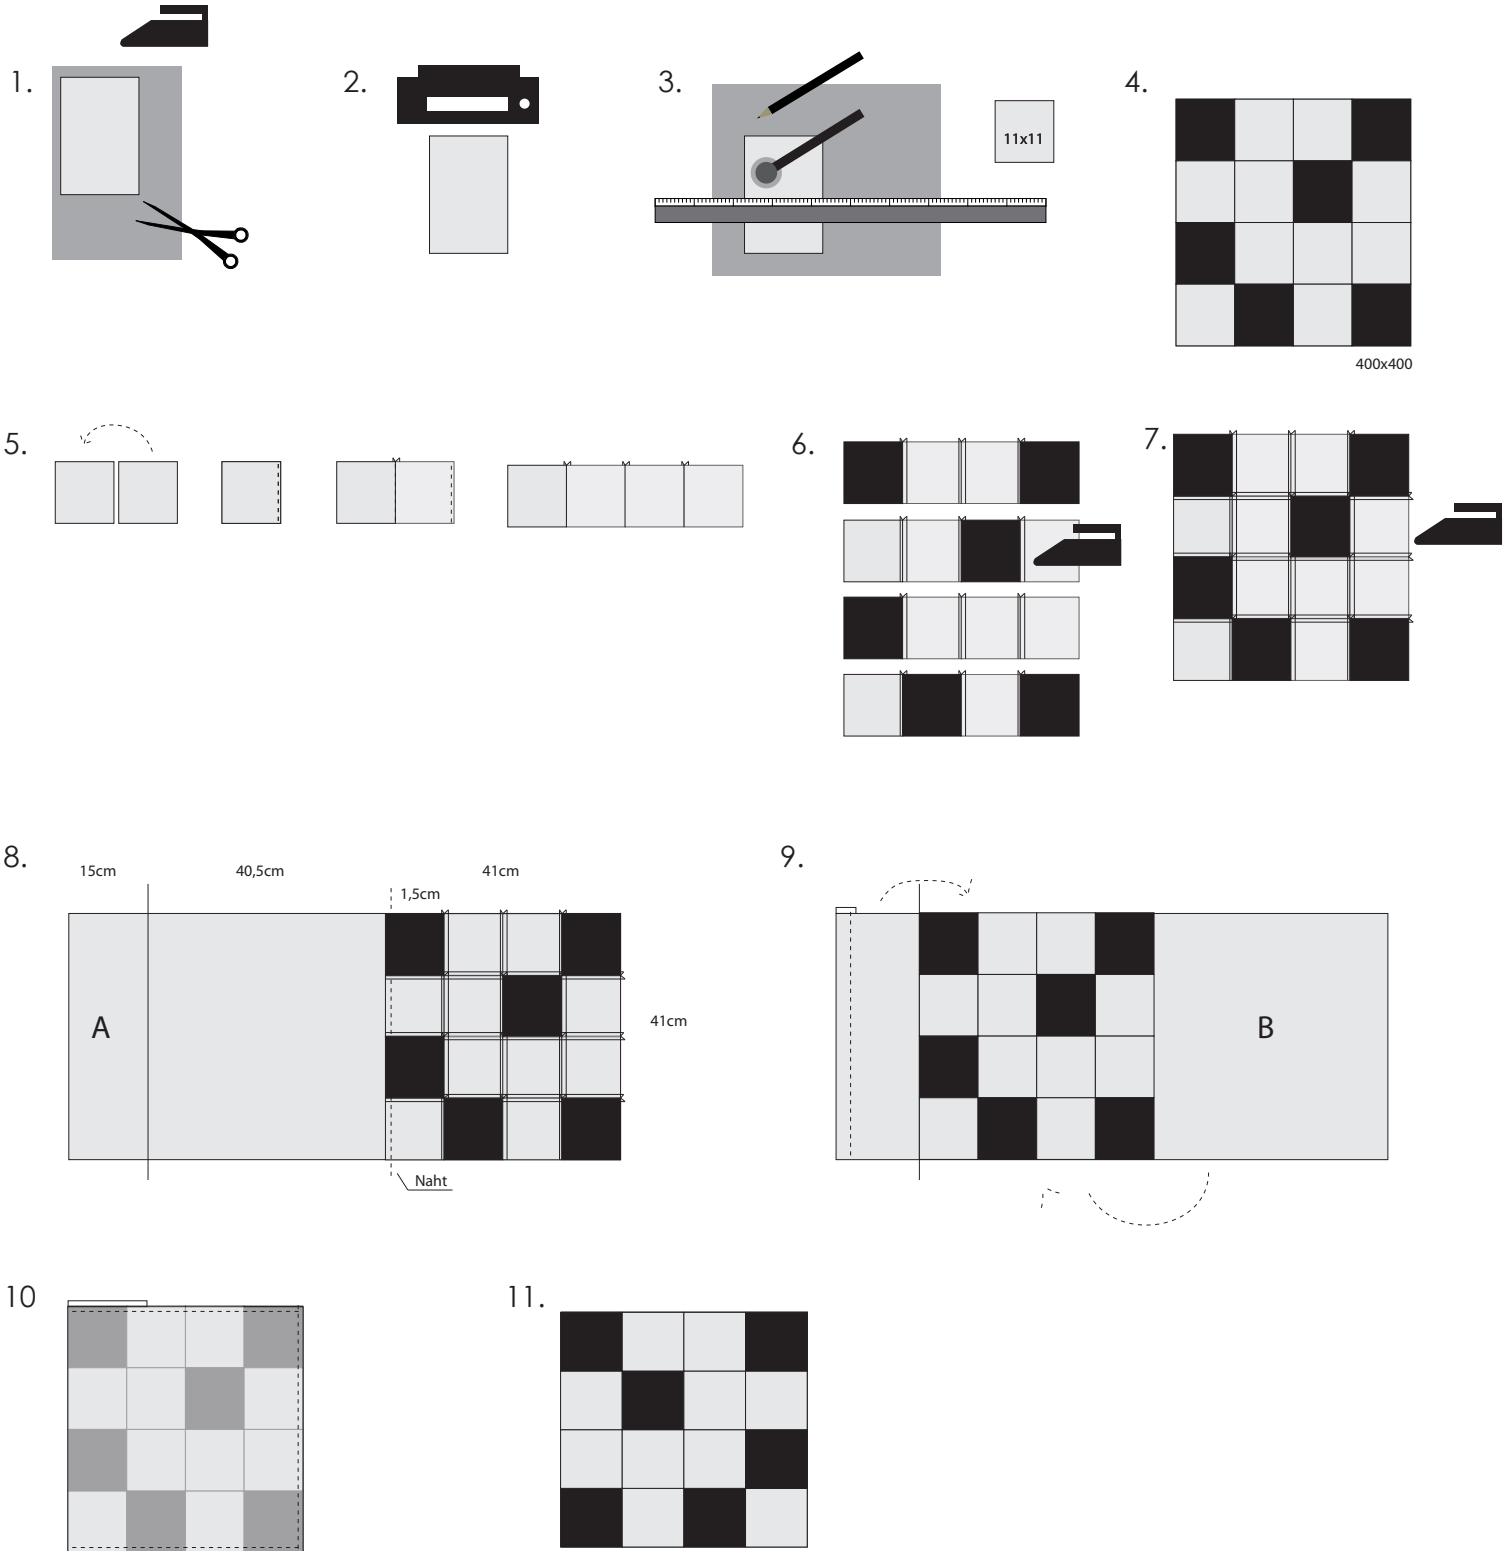 1.
2.
3.
11x11
4.
400x400
5.
6.
7.
8.
15cm
40,5cm
41cm
1,5cm
A
41cm
Naht
9.
B
10
11.